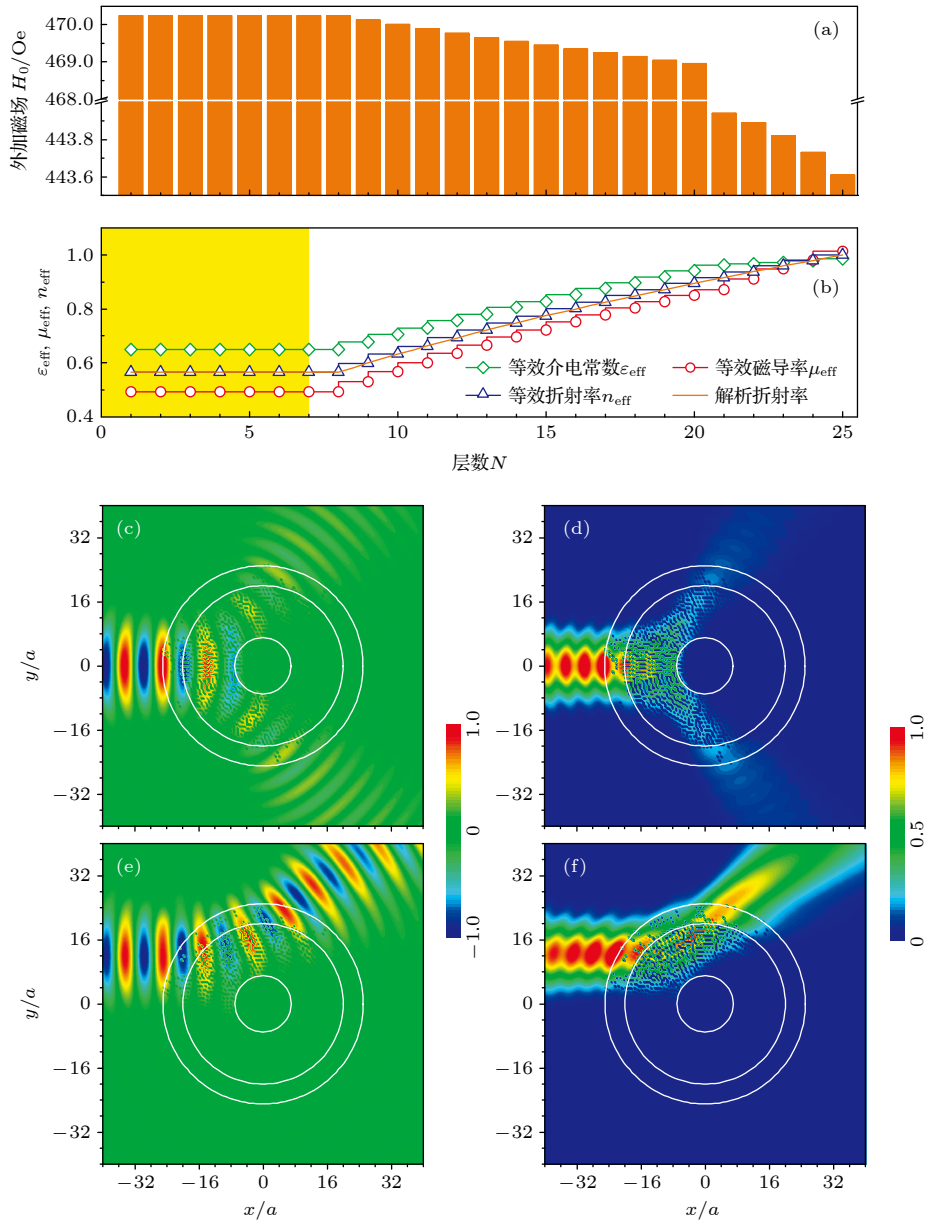 (a)
外加磁场 H₀/Oe
470.0
469.0
468.0
443.8
443.6
(b)
εeff, μeff, neff
1.0
0.8
0.6
0.4
等效介电常数εeff
等效磁导率μeff
等效折射率neff
解析折射率
0 5 10 15 20 25
层数N
(c)
y/a
32
16
0
−16
−32
1.0
0
−1.0
(d)
1.0
0.5
0
(e)
y/a
32
16
0
−16
−32
−32 −16 0 16 32
x/a
(f)
−32 −16 0 16 32
x/a